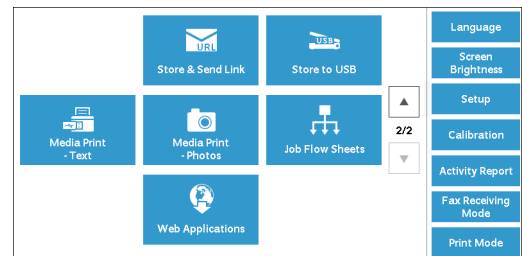 URL
Store & Send Link
USB
Store to USB
Media Print
- Text
Media Print
- Photos
Job Flow Sheets
Web Applications
2/2
Language
Screen
Brightness
Setup
Calibration
Activity Report
Fax Receiving
Mode
Print Mode